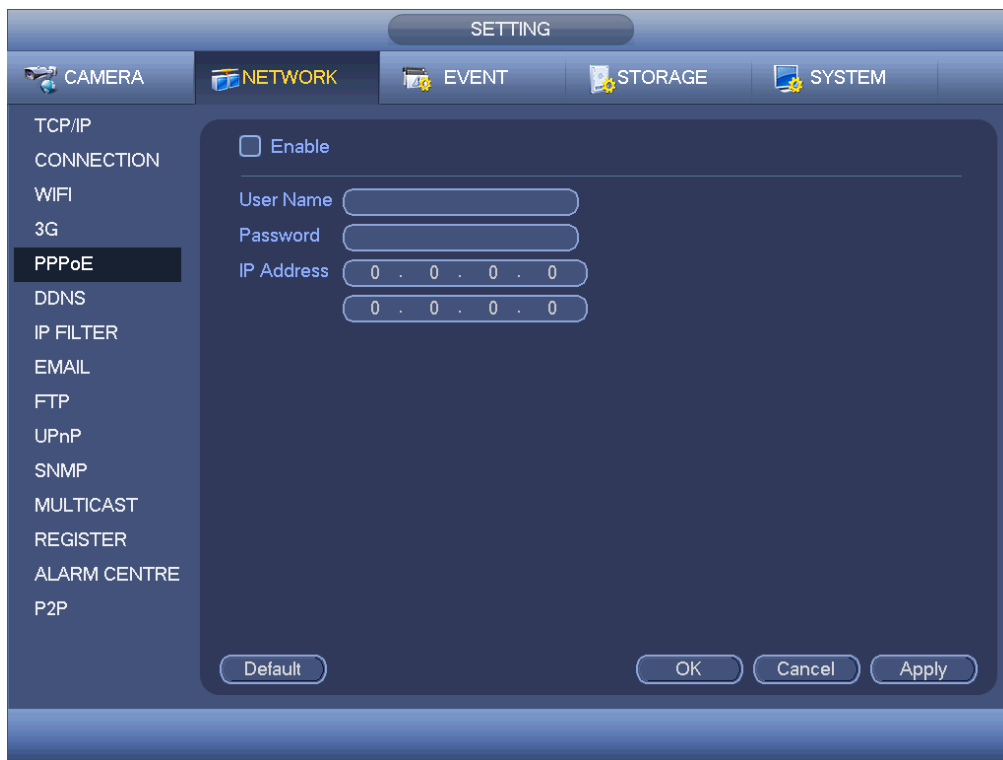 SETTING
CAMERA NETWORK EVENT STORAGE SYSTEM
TCP/IP
CONNECTION
WIFI
3G
PPPoE
DDNS
IP FILTER
EMAIL
FTP
UPnP
SNMP
MULTICAST
REGISTER
ALARM CENTRE
P2P
Enable
User Name
Password
IP Address 0 . 0 . 0 . 0
0 . 0 . 0 . 0
Default OK Cancel Apply